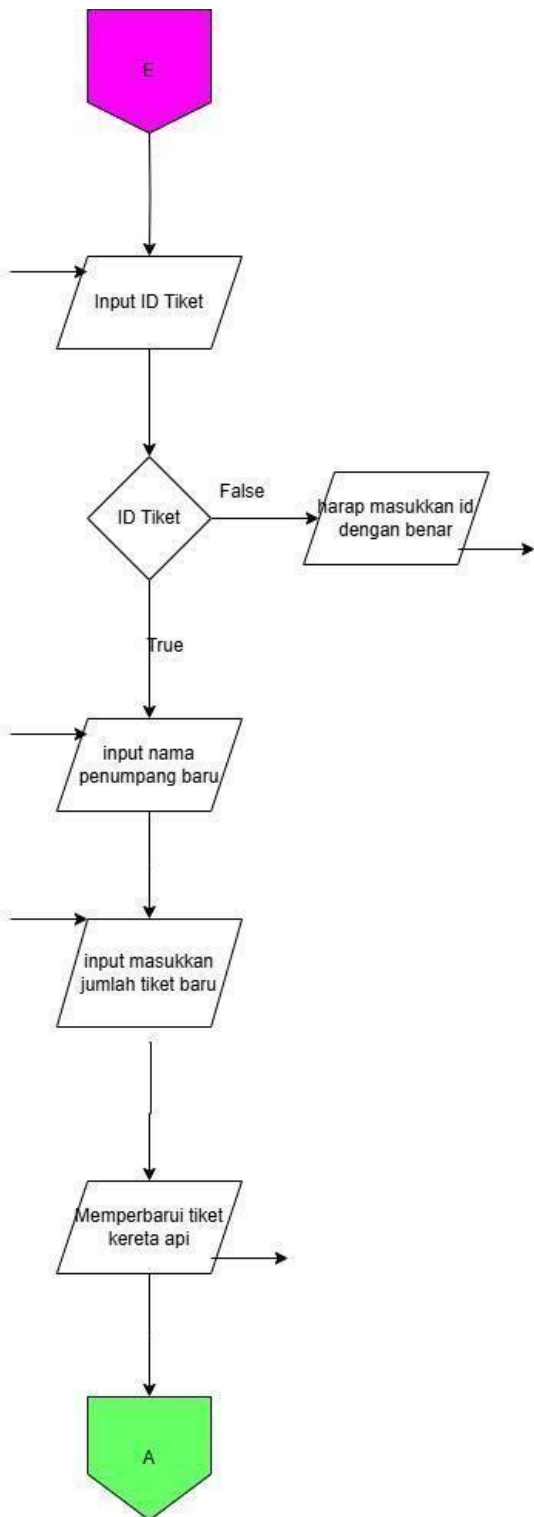 E
Input ID Tiket
ID Tiket
False
harap masukkan id
dengan benar
True
input nama
penumpang baru
input masukkan
jumlah tiket baru
Memperbarui tiket
kereta api
A